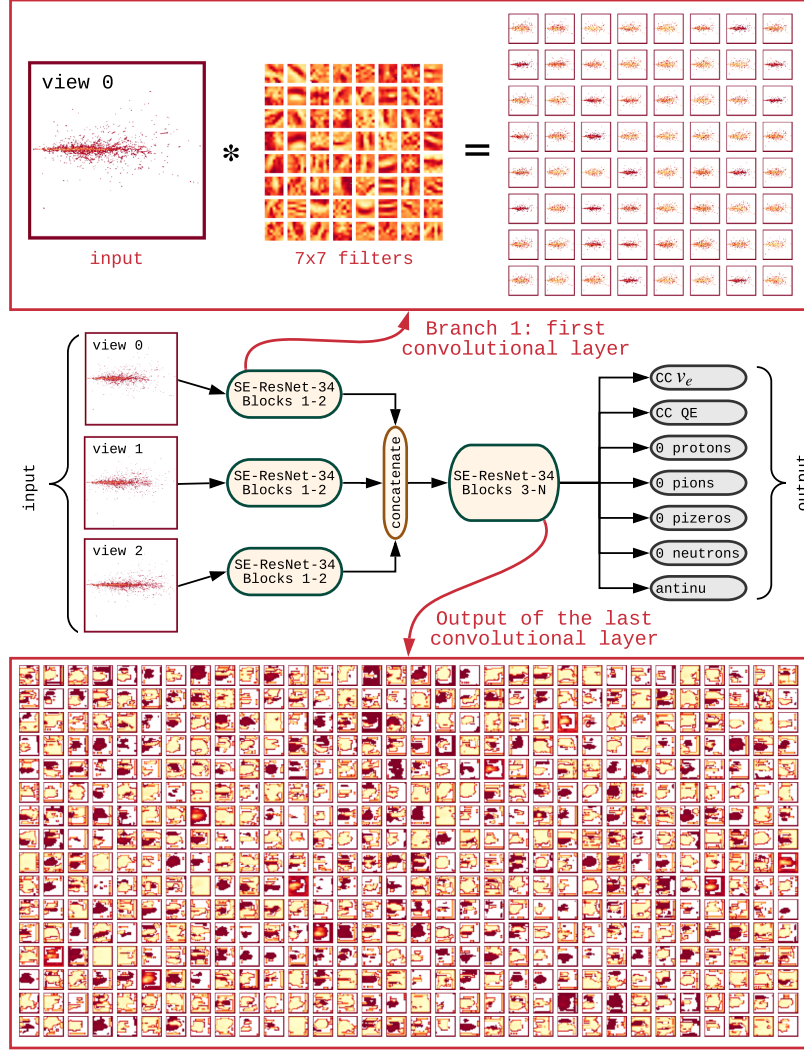 view 0
*
=
input
7x7 filters
Branch 1: first
convolutional layer
view 0
view 1
view 2
input
SE-ResNet-34
Blocks 1-2
SE-ResNet-34
Blocks 1-2
SE-ResNet-34
Blocks 1-2
concatenate
SE-ResNet-34
Blocks 3-N
CC νe
CC QE
0 protons
0 pions
0 pizeros
0 neutrons
antinu
output
Output of the last
convolutional layer